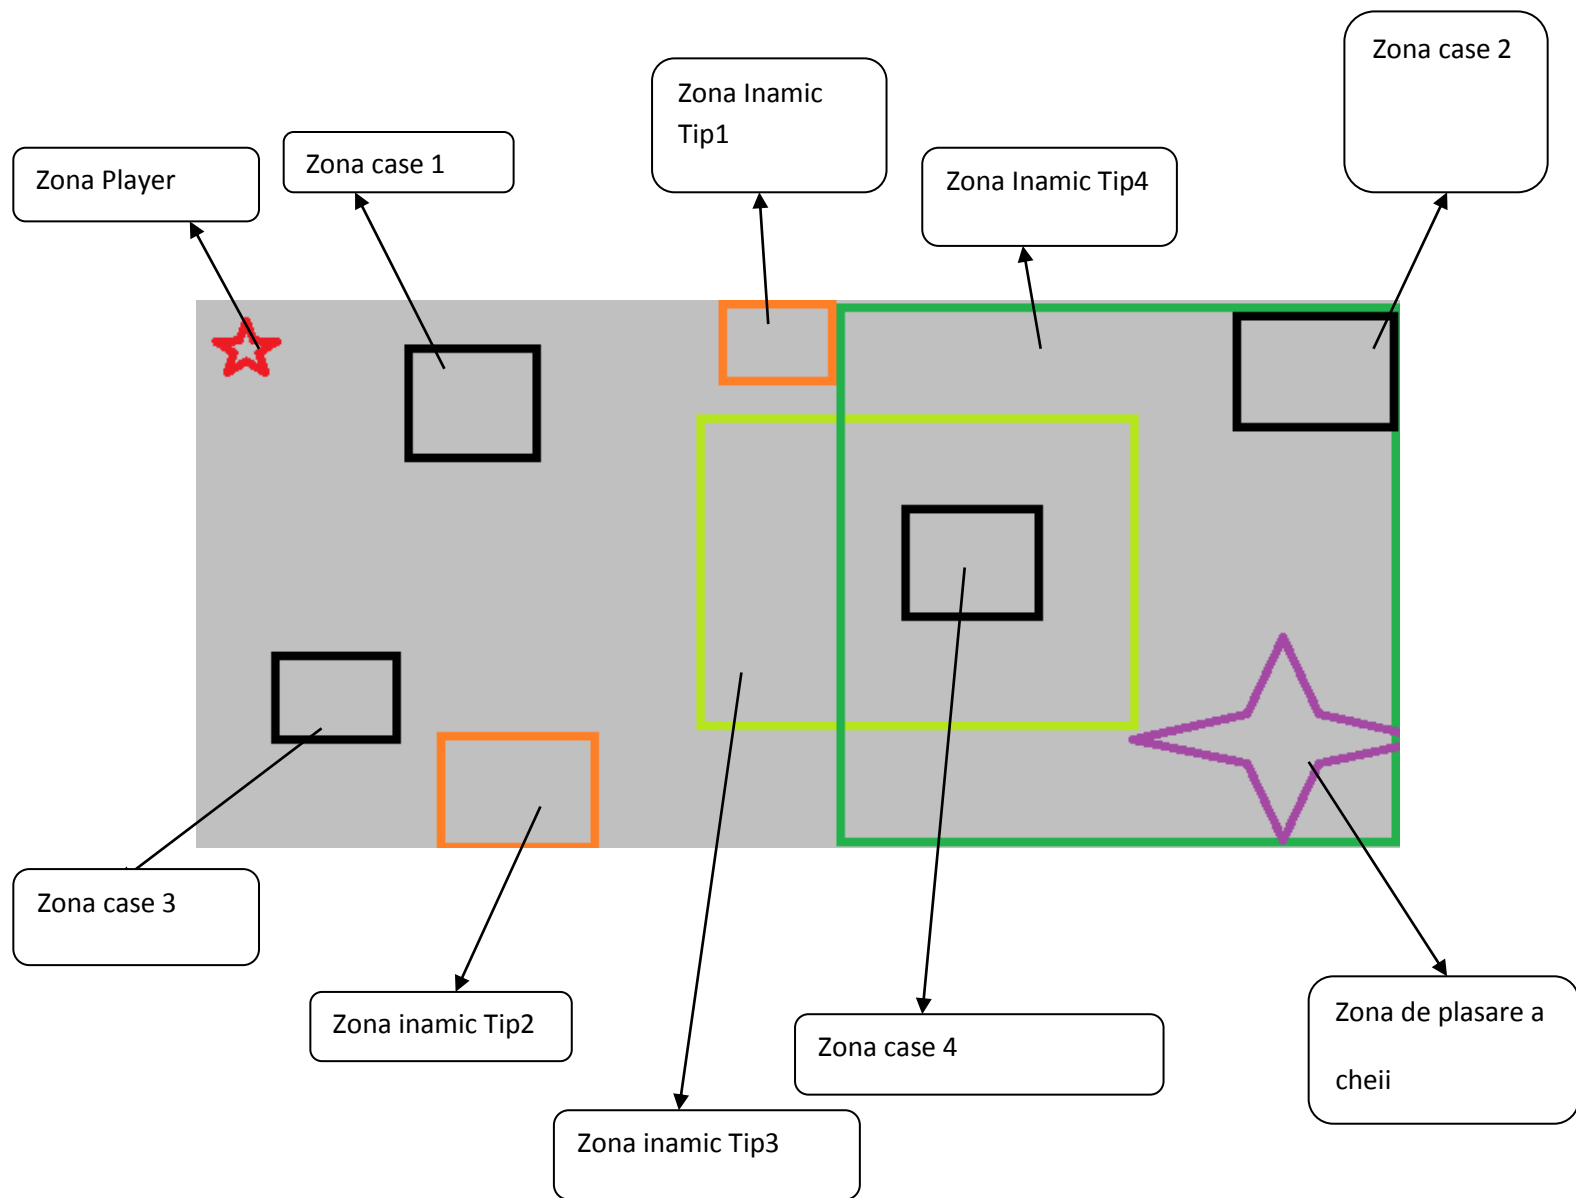 Zona case 2
Zona Inamic
Tip1
Zona case 1
Zona Player
Zona Inamic Tip4
Zona case 3
Zona inamic Tip2
Zona case 4
Zona de plasare a
cheii
Zona inamic Tip3